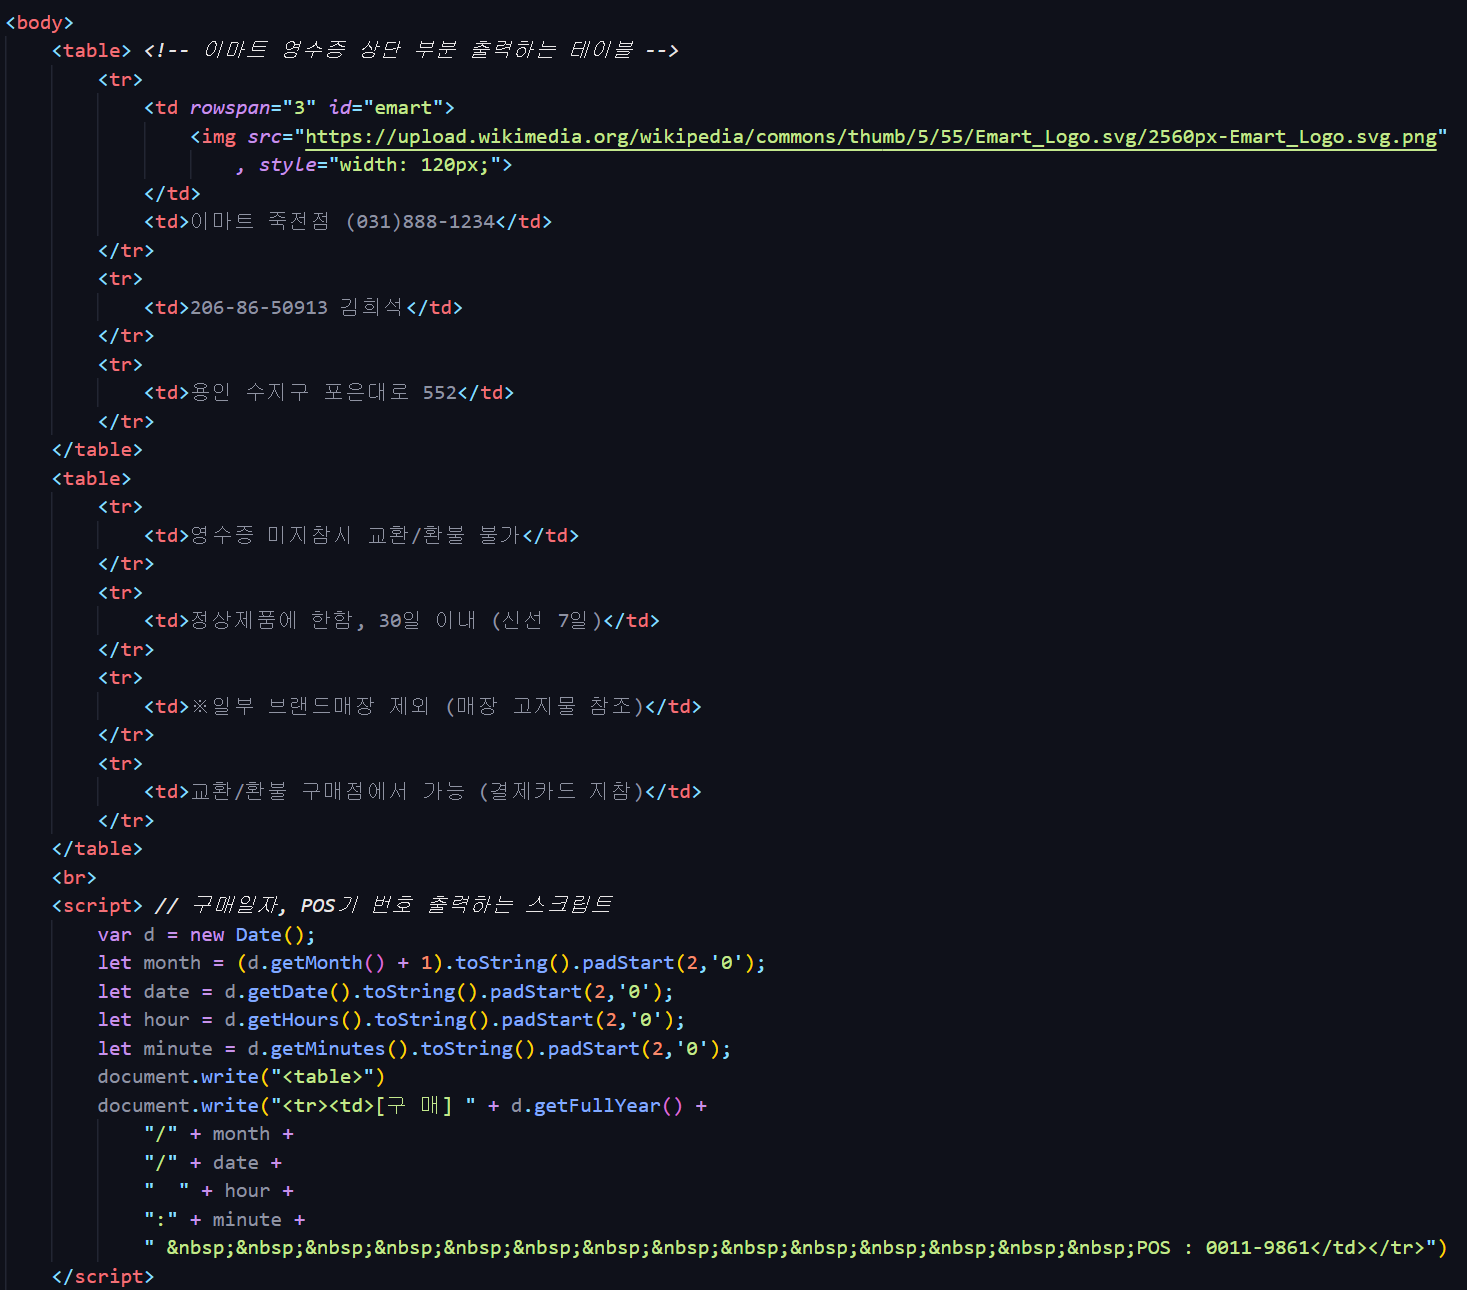 <body>
<table> <!-- 이마트 영수증 상단 부분 출력하는 테이블 -->
<tr>
<td rowspan="3" id="emart">
<img src="https://upload.wikimedia.org/wikipedia/commons/thumb/5/55/Emart_Logo.svg/2560px-Emart_Logo.svg.png"
, style="width: 120px;">
</td>
<td>이마트 죽전점 (031)888-1234</td>
</tr>
<tr>
<td>206-86-50913 김희석</td>
</tr>
<tr>
<td>용인 수지구 포은대로 552</td>
</tr>
</table>
<table>
<tr>
<td>영수증 미지참시 교환/환불 불가</td>
</tr>
<tr>
<td>정상제품에 한함, 30일 이내 (신선 7일)</td>
</tr>
<tr>
<td>※일부 브랜드매장 제외 (매장 고지물 참조)</td>
</tr>
<tr>
<td>교환/환불 구매점에서 가능 (결제카드 지참)</td>
</tr>
</table>
<br>
<script> // 구매일자, POS기 번호 출력하는 스크립트
var d = new Date();
let month = (d.getMonth() + 1).toString().padStart(2,'0');
let date = d.getDate().toString().padStart(2,'0');
let hour = d.getHours().toString().padStart(2,'0');
let minute = d.getMinutes().toString().padStart(2,'0');
document.write("<table>")
document.write("<tr><td>[구 매] " + d.getFullYear() +
"/" + month +
"/" + date +
"  " + hour +
":" + minute +
" &nbsp;&nbsp;&nbsp;&nbsp;&nbsp;&nbsp;&nbsp;&nbsp;&nbsp;&nbsp;&nbsp;&nbsp;&nbsp;&nbsp;POS : 0011-9861</td></tr>")
</script>